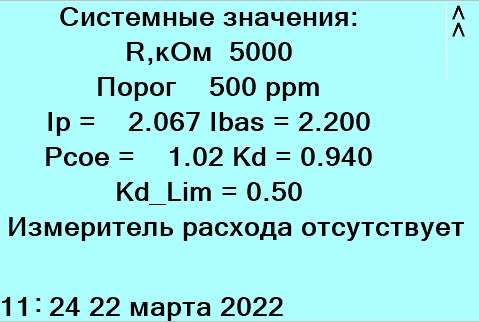 Системные значения:
R,кОм 5000
Порог 500 ppm
Ip = 2.067 Ibas = 2.200
Pcoe = 1.02 Kd = 0.940
Kd_Lim = 0.50
Измеритель расхода отсутствует
11: 24 22 марта 2022